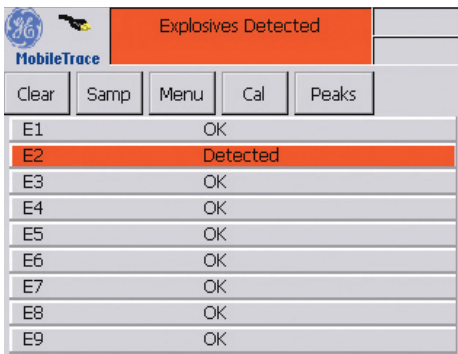 GE
Explosives Detected
MobileTrace
Clear Samp Menu Cal Peaks
E1 OK
E2 Detected
E3 OK
E4 OK
E5 OK
E6 OK
E7 OK
E8 OK
E9 OK